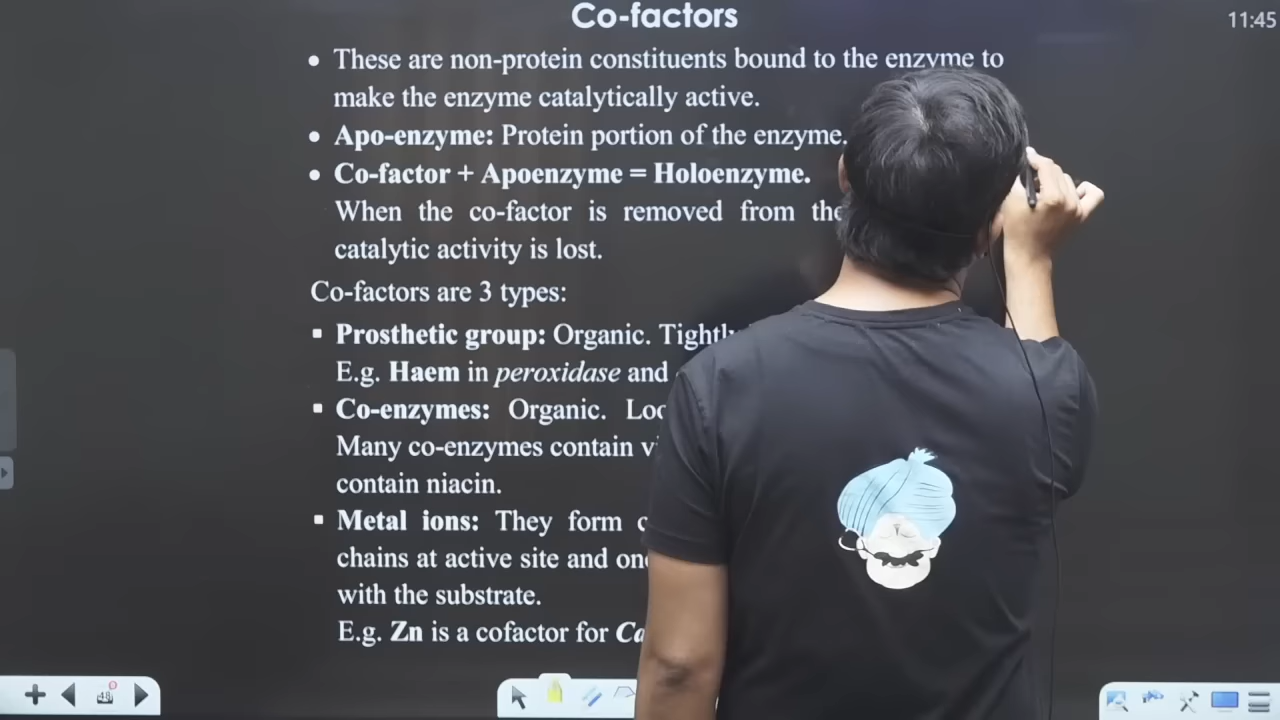 Co-factors
11:45
• These are non-protein constituents bound to the enzyme to
make the enzyme catalytically active.
• Apo-enzyme: Protein portion of the enzyme.
• Co-factor + Apoenzyme = Holoenzyme.
When the co-factor is removed from the
catalytic activity is lost.
Co-factors are 3 types:
▪ Prosthetic group: Organic. Tightly
E.g. Haem in peroxidase and
▪ Co-enzymes: Organic.
Many co-enzymes contain
contain niacin.
▪ Metal ions: They form
chains at active site and
with the substrate.
E.g. Zn is a cofactor for
48